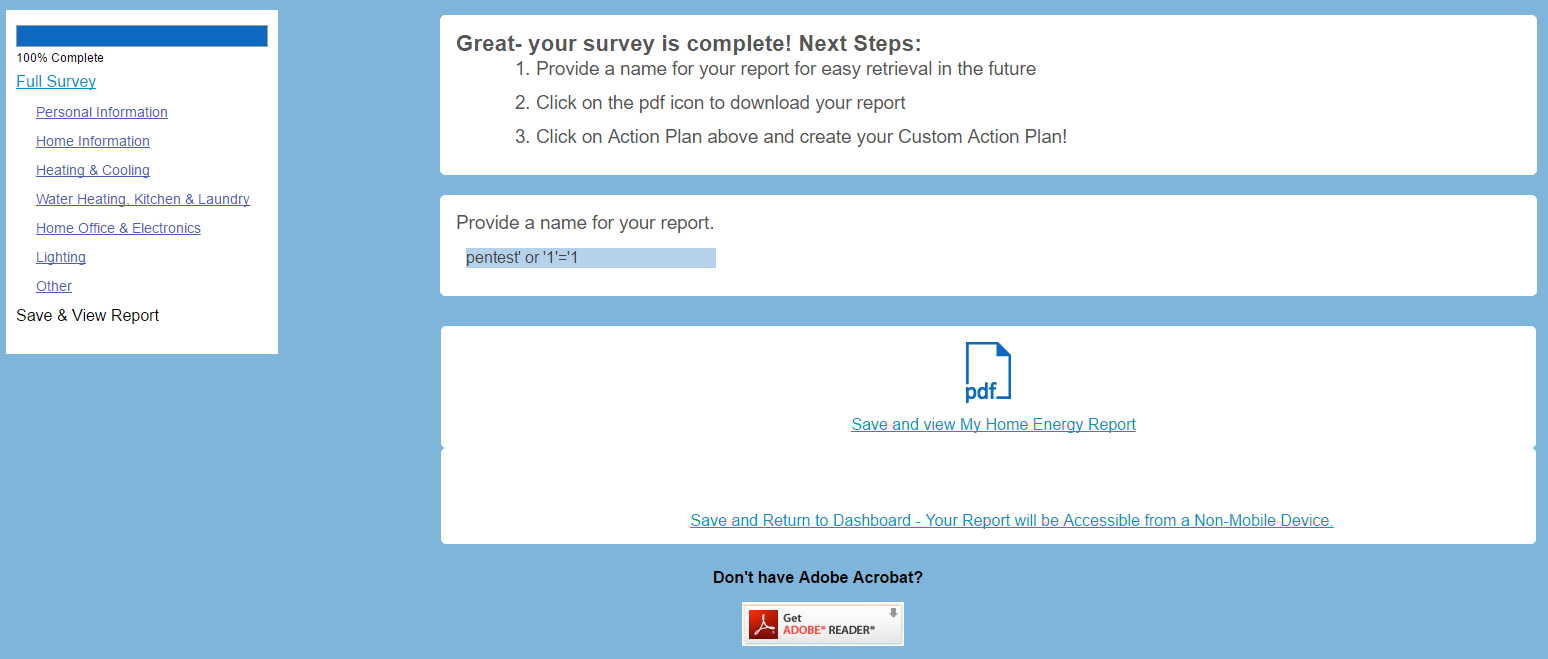 100% Complete
Full Survey
Personal Information
Home Information
Heating & Cooling
Water Heating, Kitchen & Laundry
Home Office & Electronics
Lighting
Other
Save & View Report
Great- your survey is complete! Next Steps:
1. Provide a name for your report for easy retrieval in the future
2. Click on the pdf icon to download your report
3. Click on Action Plan above and create your Custom Action Plan!
Provide a name for your report.
pentest' or '1'='1
pdf
Save and view My Home Energy Report
Save and Return to Dashboard - Your Report will be Accessible from a Non-Mobile Device.
Don't have Adobe Acrobat?
Get
ADOBE® READER®